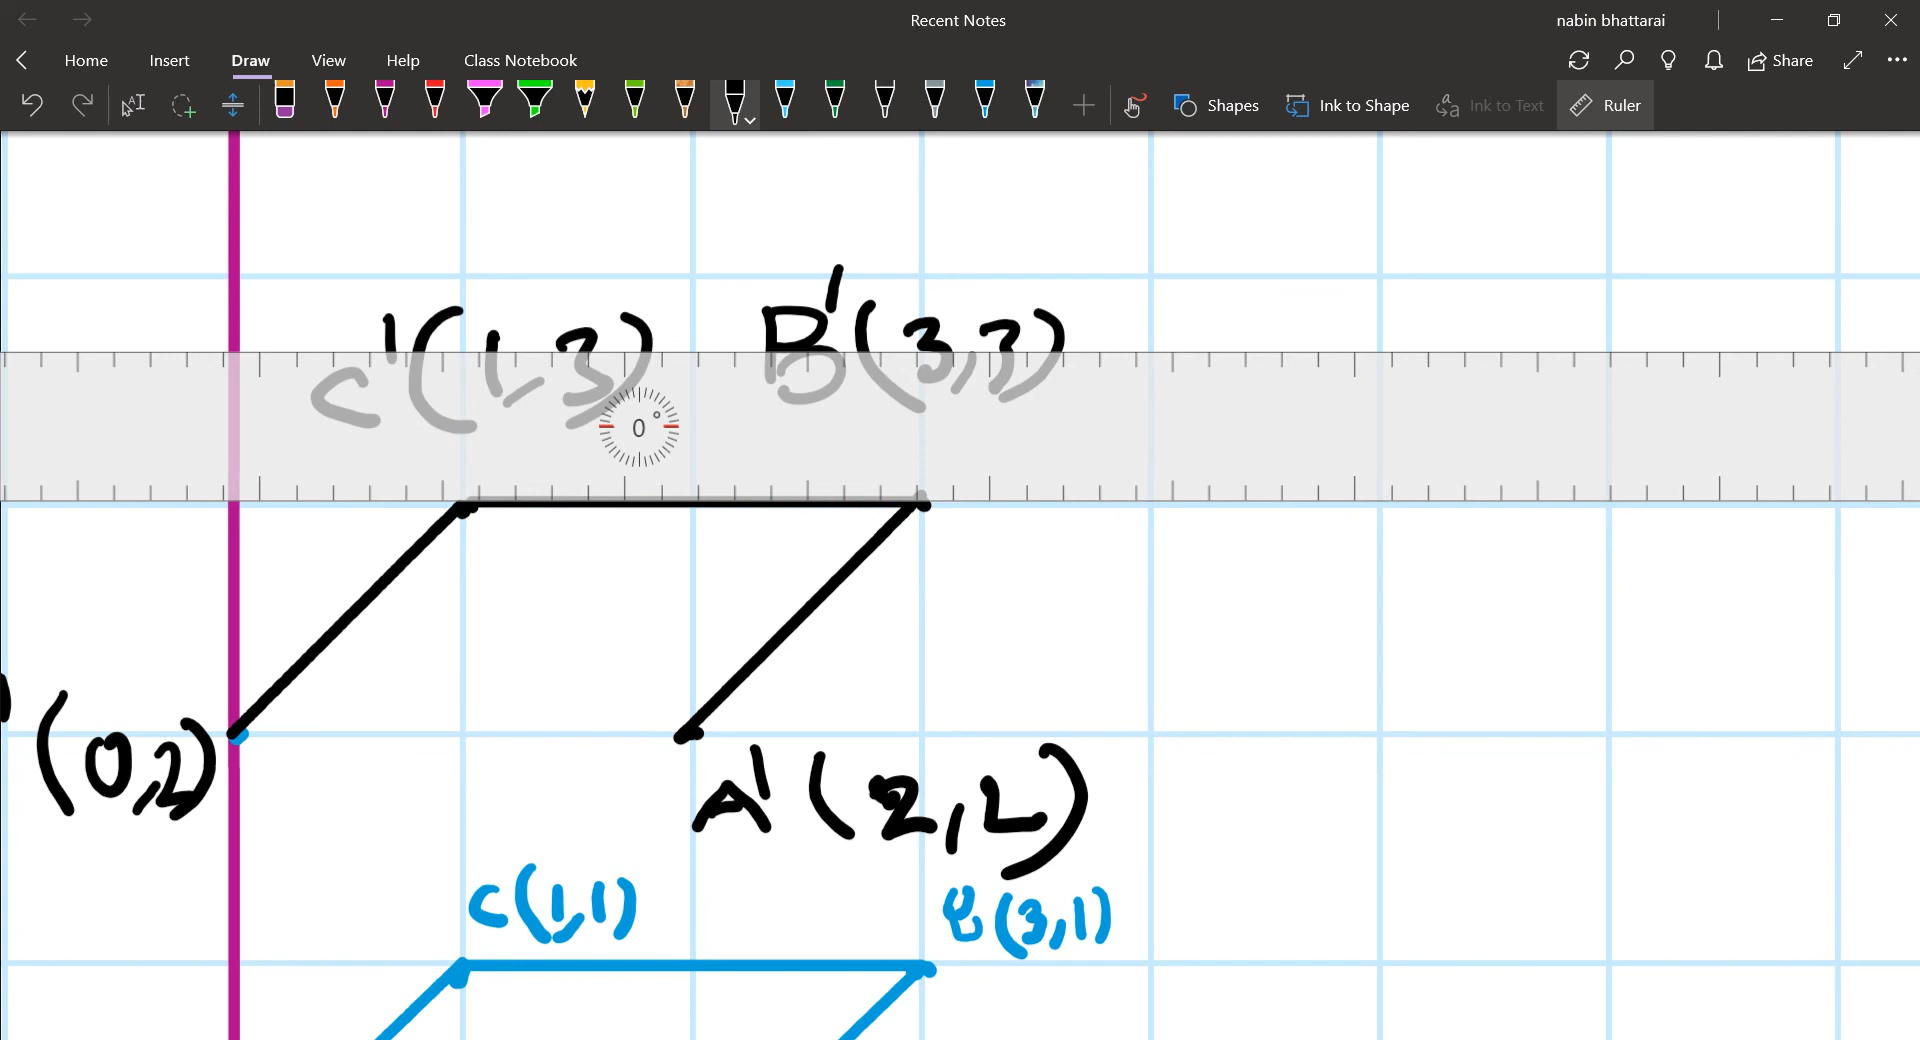 Recent Notes
nabin bhattarai
Home Insert Draw View Help Class Notebook
Share
Shapes Ink to Shape Ink to Text Ruler
C'(1,3) B'(3,3)
0°
(0,2)
A'(2,2)
C(1,1)
B(3,1)